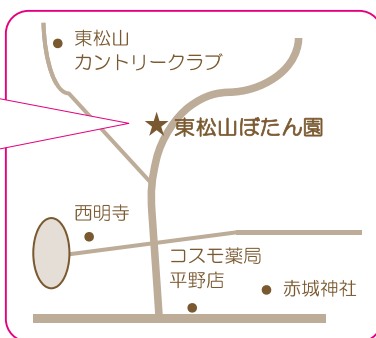 東松山
カントリークラブ
★東松山ぼたん園
西明寺
コスモ薬局
平野店
赤城神社